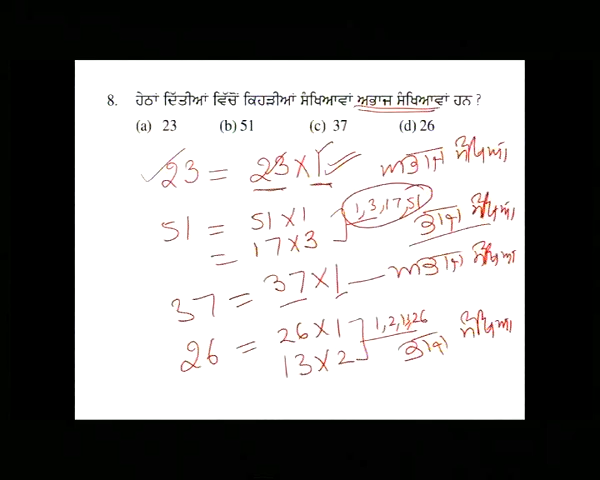 8. ਹੇਠਾਂ ਦਿੱਤੀਆਂ ਵਿੱਚੋਂ ਕਿਹੜੀਆਂ ਸੰਖਿਆਵਾਂ ਅਭਾਜ ਸੰਖਿਆਵਾਂ ਹਨ ?
(a) 23 (b) 51 (c) 37 (d) 26
23 = 23 × 1 ਅਭਾਜ ਸੰਖਿਆ
51 = 51 × 1 1, 3, 17, 51 ਭਾਜ ਸੰਖਿਆ
= 17 × 3
37 = 37 × 1 — ਅਭਾਜ ਸੰਖਿਆ
26 = 26 × 1 1, 2, 13, 26 ਭਾਜ ਸੰਖਿਆ
13 × 2